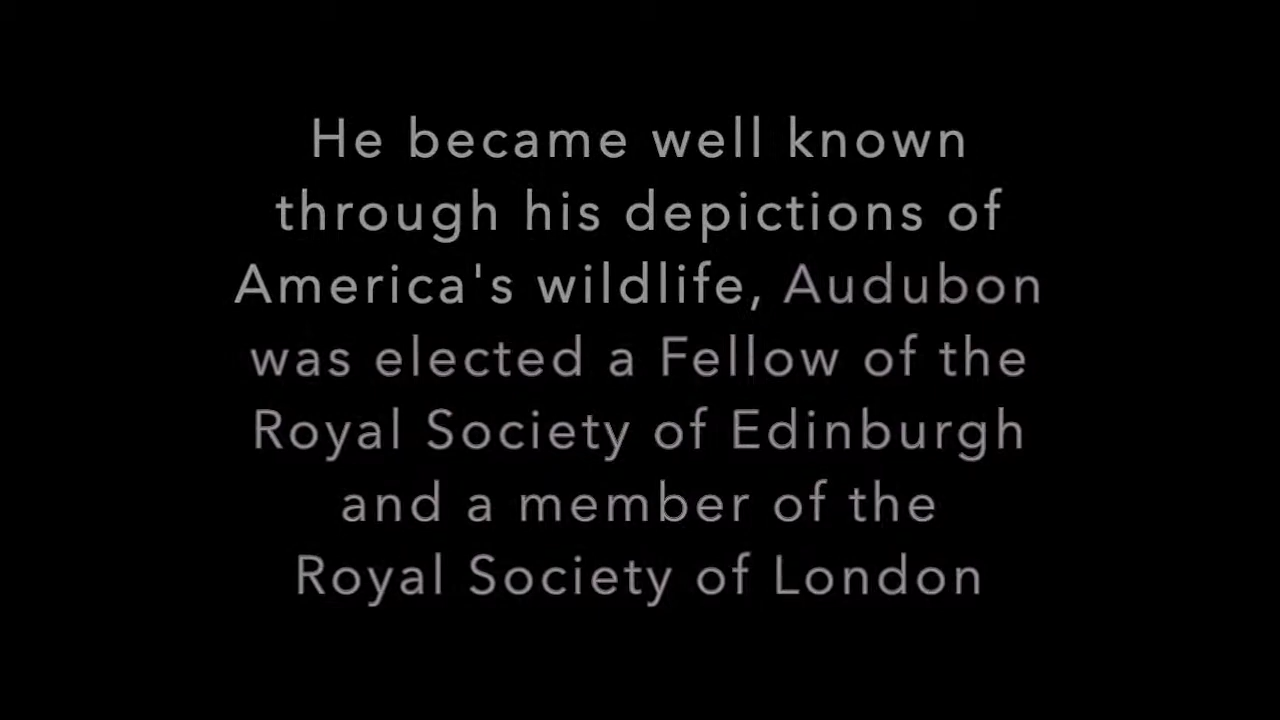 He became well known
through his depictions of
America's wildlife, Audubon
was elected a Fellow of the
Royal Society of Edinburgh
and a member of the
Royal Society of London